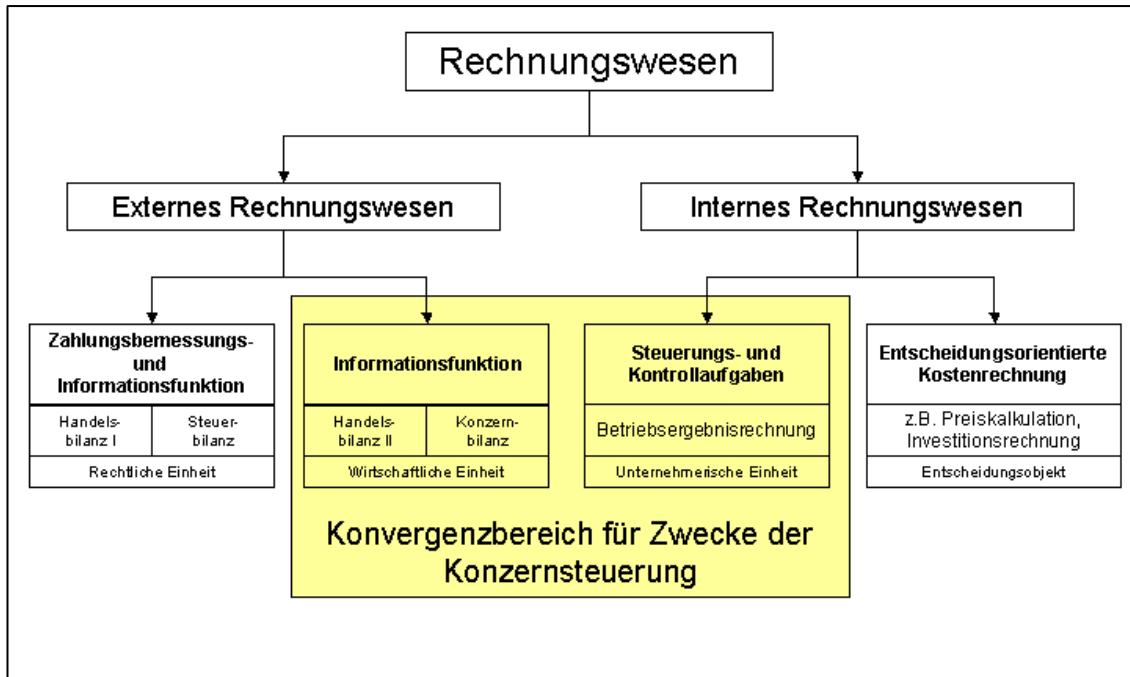 Rechnungswesen
Externes Rechnungswesen
Internes Rechnungswesen
Zahlungsbemessungs-
und
Informationsfunktion
Handels-
bilanz I
Steuer-
bilanz
Rechtliche Einheit
Informationsfunktion
Handels-
bilanz II
Konzern-
bilanz
Wirtschaftliche Einheit
Steuerungs- und
Kontrollaufgaben
Betriebsergebnisrechnung
Unternehmerische Einheit
Entscheidungsorientierte
Kostenrechnung
z.B. Preiskalkulation,
Investitionsrechnung
Entscheidungsobjekt
Konvergenzbereich für Zwecke der
Konzernsteuerung